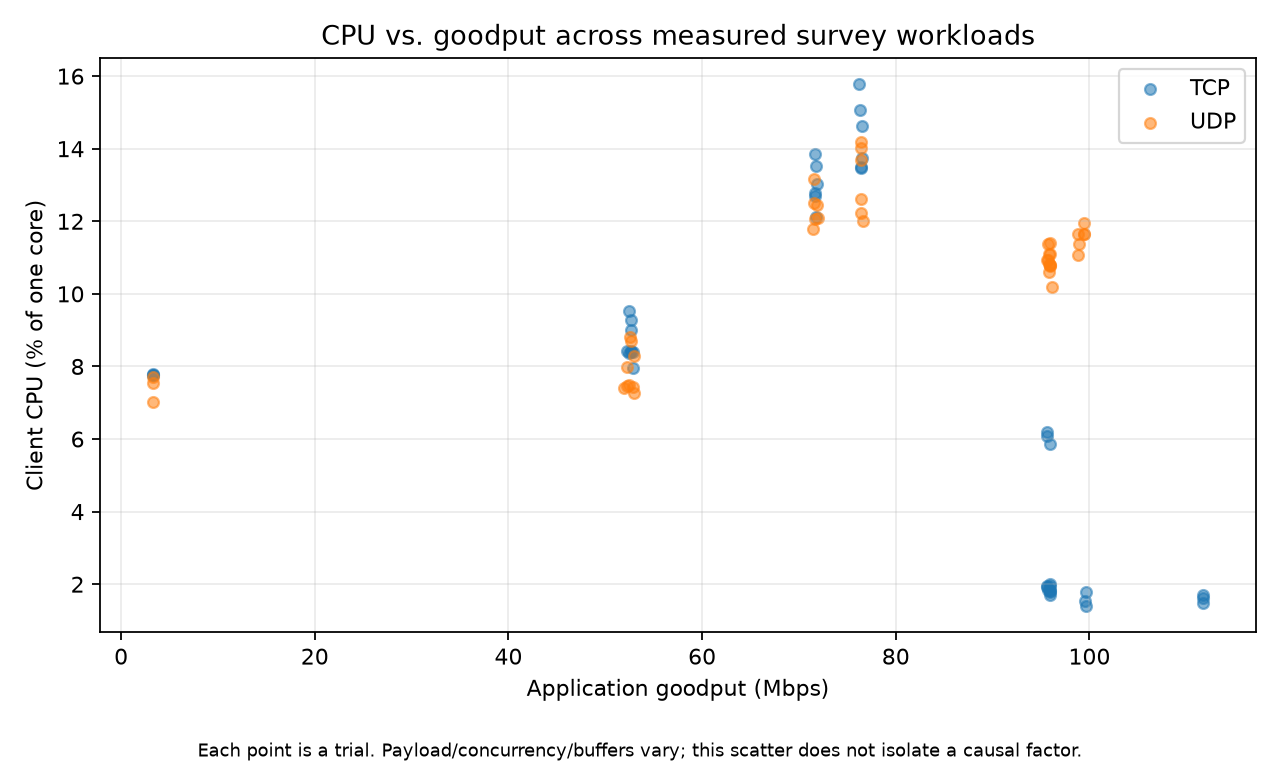 CPU vs. goodput across measured survey workloads
TCP
UDP
16
14
12
10
8
6
4
2
Client CPU (% of one core)
0
20
40
60
80
100
Application goodput (Mbps)
Each point is a trial. Payload/concurrency/buffers vary; this scatter does not isolate a causal factor.